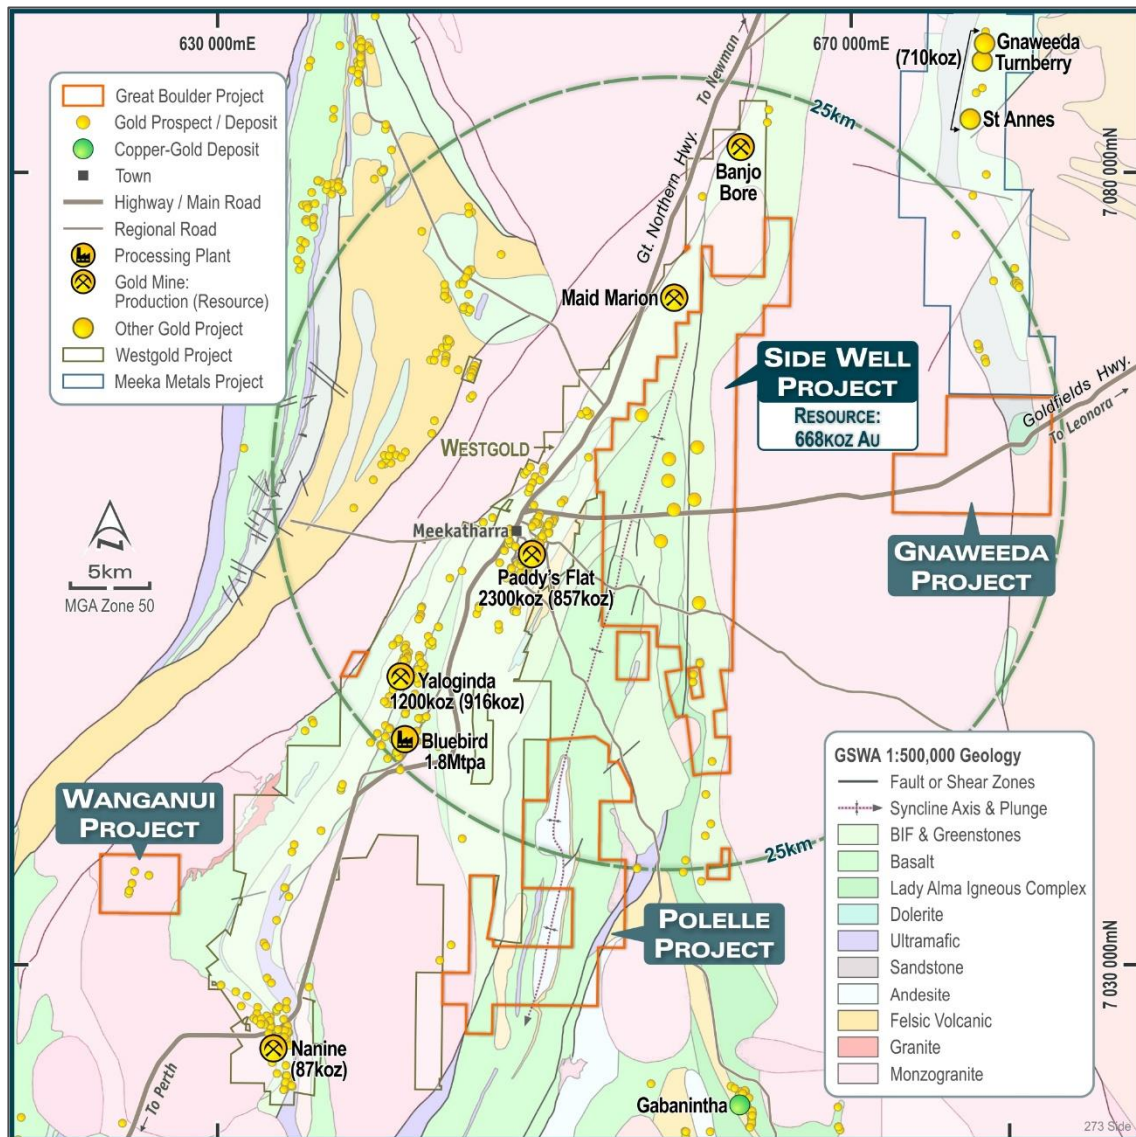 630 000mE
670 000mE
7 080 000mN
7 030 000mN
Great Boulder Project
Gold Prospect / Deposit
Copper-Gold Deposit
Town
Highway / Main Road
Regional Road
Processing Plant
Gold Mine:
Production (Resource)
Other Gold Project
Westgold Project
Meeka Metals Project
To Newman →
Gt. Northern Hwy.
25km
(710koz)
Gnaweeda
Turnberry
St Annes
Banjo
Bore
Maid Marion
SIDE WELL
PROJECT
RESOURCE:
668KOZ AU
Goldfields Hwy.
To Leonora →
WESTGOLD →
Meekatharra
GNAWEEDA
PROJECT
5km
MGA Zone 50
Paddy's Flat
2300koz (857koz)
Yaloginda
1200koz (916koz)
Bluebird
1.8Mtpa
WANGANUI
PROJECT
25km
POLELLE
PROJECT
Nanine
(87koz)
← To Perth
Gabanintha
GSWA 1:500,000 Geology
Fault or Shear Zones
Syncline Axis & Plunge
BIF & Greenstones
Basalt
Lady Alma Igneous Complex
Dolerite
Ultramafic
Sandstone
Andesite
Felsic Volcanic
Granite
Monzogranite
273 Side